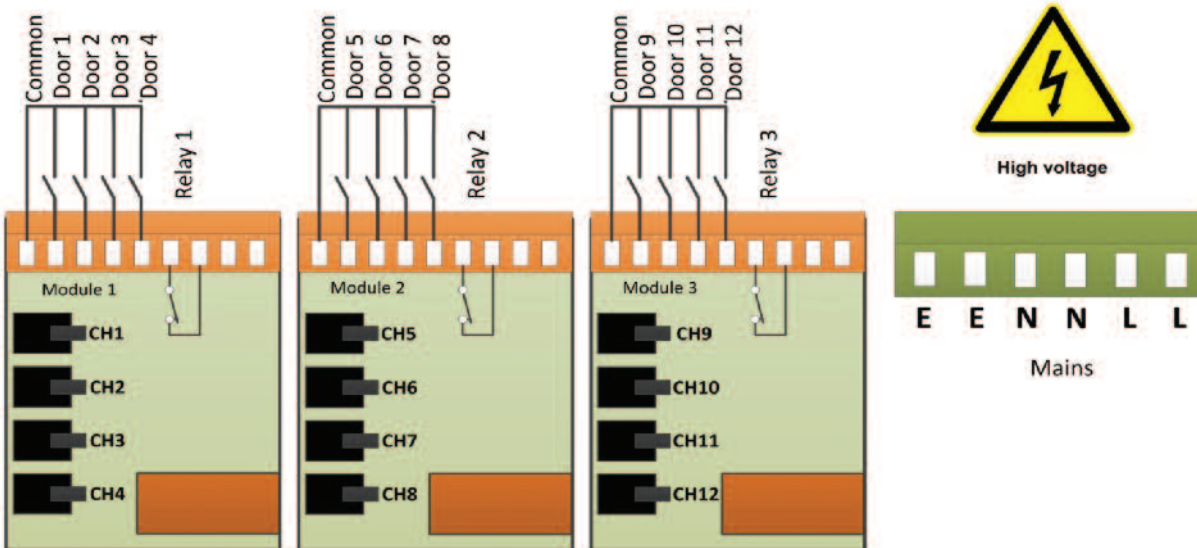 Common
Door 1
Door 2
Door 3
Door 4
Relay 1
Common
Door 5
Door 6
Door 7
Door 8
Relay 2
Common
Door 9
Door 10
Door 11
Door 12
Relay 3
High voltage
Module 1
CH1
CH2
CH3
CH4
Module 2
CH5
CH6
CH7
CH8
Module 3
CH9
CH10
CH11
CH12
E E N N L L
Mains